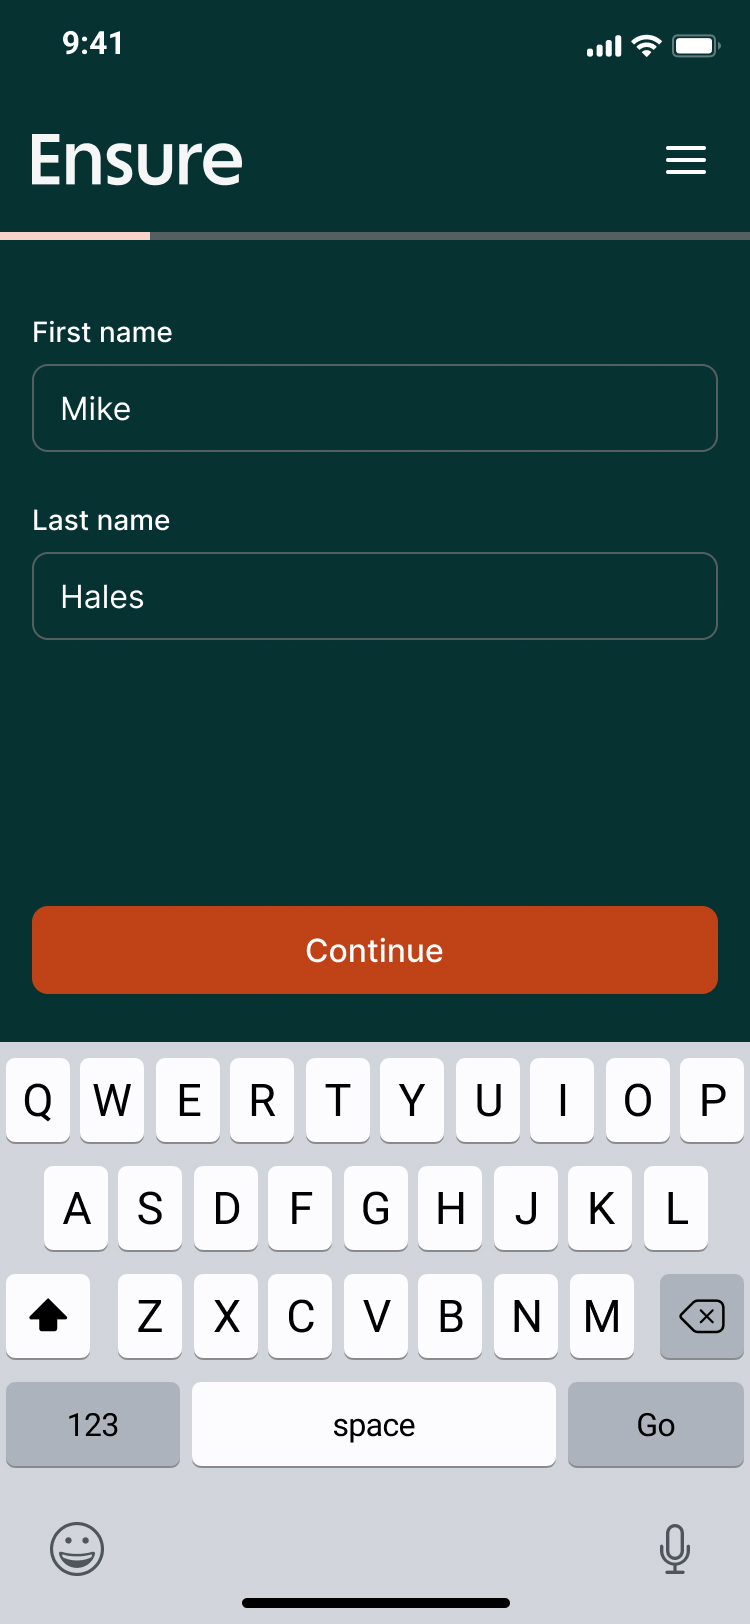 9:41
Ensure
First name
Mike
Last name
Hales
Continue
Q W E R T Y U I O P
A S D F G H J K L
Z X C V B N M
123 space Go